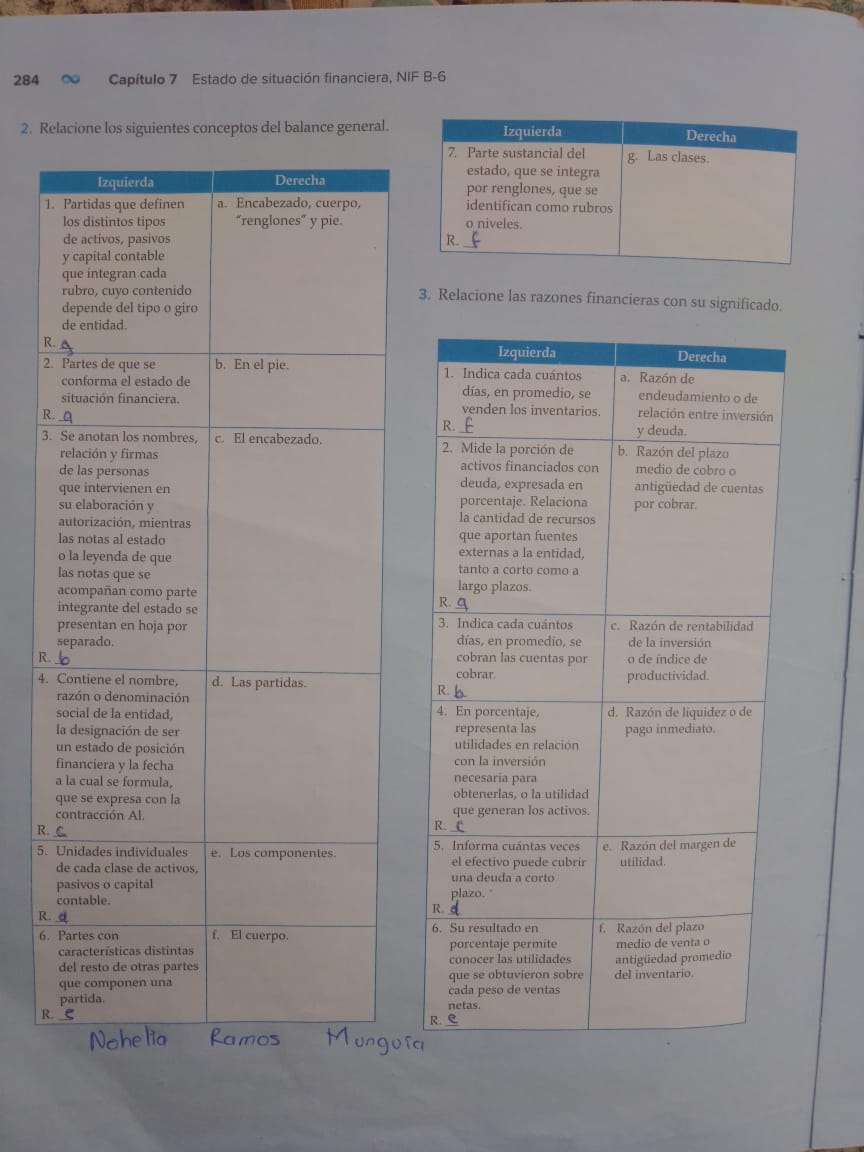 284 ∞ Capítulo 7 Estado de situación financiera, NIF B-6
2. Relacione los siguientes conceptos del balance general.
Izquierda Derecha
1. Partidas que definen
los distintos tipos
de activos, pasivos
y capital contable
que integran cada
rubro, cuyo contenido
depende del tipo o giro
de entidad.
R. g
a. Encabezado, cuerpo,
"renglones" y pie.
2. Partes de que se
conforma el estado de
situación financiera.
R. a
b. En el pie.
3. Se anotan los nombres,
relación y firmas
de las personas
que intervienen en
su elaboración y
autorización, mientras
las notas al estado
o la leyenda de que
las notas que se
acompañan como parte
integrante del estado se
presentan en hoja por
separado.
R. b
c. El encabezado.
4. Contiene el nombre,
razón o denominación
social de la entidad,
la designación de ser
un estado de posición
financiera y la fecha
a la cual se formula,
que se expresa con la
contracción Al.
R. c
d. Las partidas.
5. Unidades individuales
de cada clase de activos,
pasivos o capital
contable.
R. d
e. Los componentes.
6. Partes con
características distintas
del resto de otras partes
que componen una
partida.
R. e
f. El cuerpo.
Nohelia Ramos Munguía
Izquierda Derecha
7. Parte sustancial del
estado, que se integra
por renglones, que se
identifican como rubros
o niveles.
R. f
g. Las clases.
3. Relacione las razones financieras con su significado.
Izquierda Derecha
1. Indica cada cuántos
días, en promedio, se
venden los inventarios.
R. f
a. Razón de
endeudamiento o de
relación entre inversión
y deuda.
2. Mide la porción de
activos financiados con
deuda, expresada en
porcentaje. Relaciona
la cantidad de recursos
que aportan fuentes
externas a la entidad,
tanto a corto como a
largo plazos.
R. a
b. Razón del plazo
medio de cobro o
antigüedad de cuentas
por cobrar.
3. Indica cada cuántos
días, en promedio, se
cobran las cuentas por
cobrar.
R. b
c. Razón de rentabilidad
de la inversión
o de índice de
productividad.
4. En porcentaje,
representa las
utilidades en relación
con la inversión
necesaria para
obtenerlas, o la utilidad
que generan los activos.
R. c
d. Razón de liquidez o de
pago inmediato.
5. Informa cuántas veces
el efectivo puede cubrir
una deuda a corto
plazo.
R. d
e. Razón del margen de
utilidad.
6. Su resultado en
porcentaje permite
conocer las utilidades
que se obtuvieron sobre
cada peso de ventas
netas.
R. e
f. Razón del plazo
medio de venta o
antigüedad promedio
del inventario.